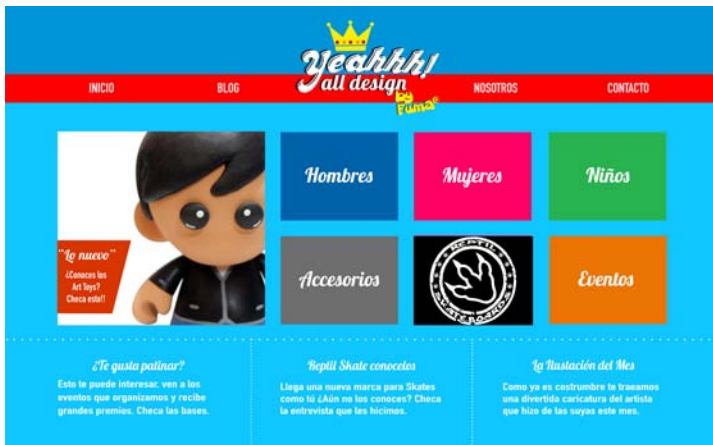 Yeahhh!
all design
by
Fuma®
INICIO
BLOG
NOSOTROS
CONTACTO
Hombres
Mujeres
Niños
"Lo nuevo"
¿Conoces los
Art Toys?
Checa esto!!
Accesorios
REPTIL
SKATEBOARDS
Eventos
¿Te gusta patinar?
Esto te puede interesar, ven a los
eventos que organizamos y recibe
grandes premios. Checa las bases.
Reptil Skate conocelos
Llega una nueva marca para Skates
como tú ¿Aún no los conoces? Checa
la entrevista que les hicimos.
La Ilustación del Mes
Como ya es costrumbre te traeamos
una divertida caricatura del artista
que hizo de las suyas este mes.